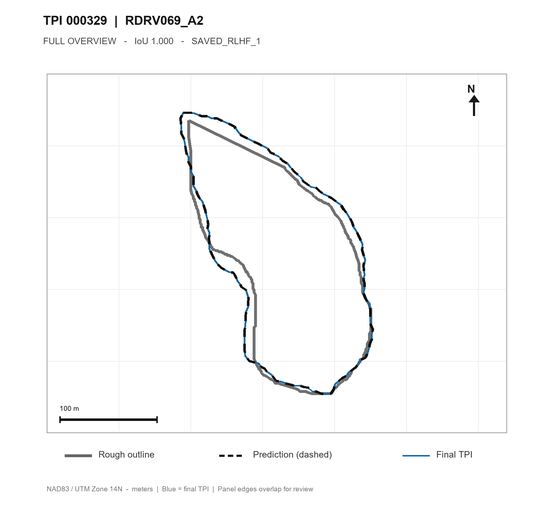 TPI 000329 | RDRV069_A2
FULL OVERVIEW - IoU 1.000 - SAVED_RLHF_1
N
100 m
Rough outline
Prediction (dashed)
Final TPI
NAD83 / UTM Zone 14N - meters | Blue = final TPI | Panel edges overlap for review